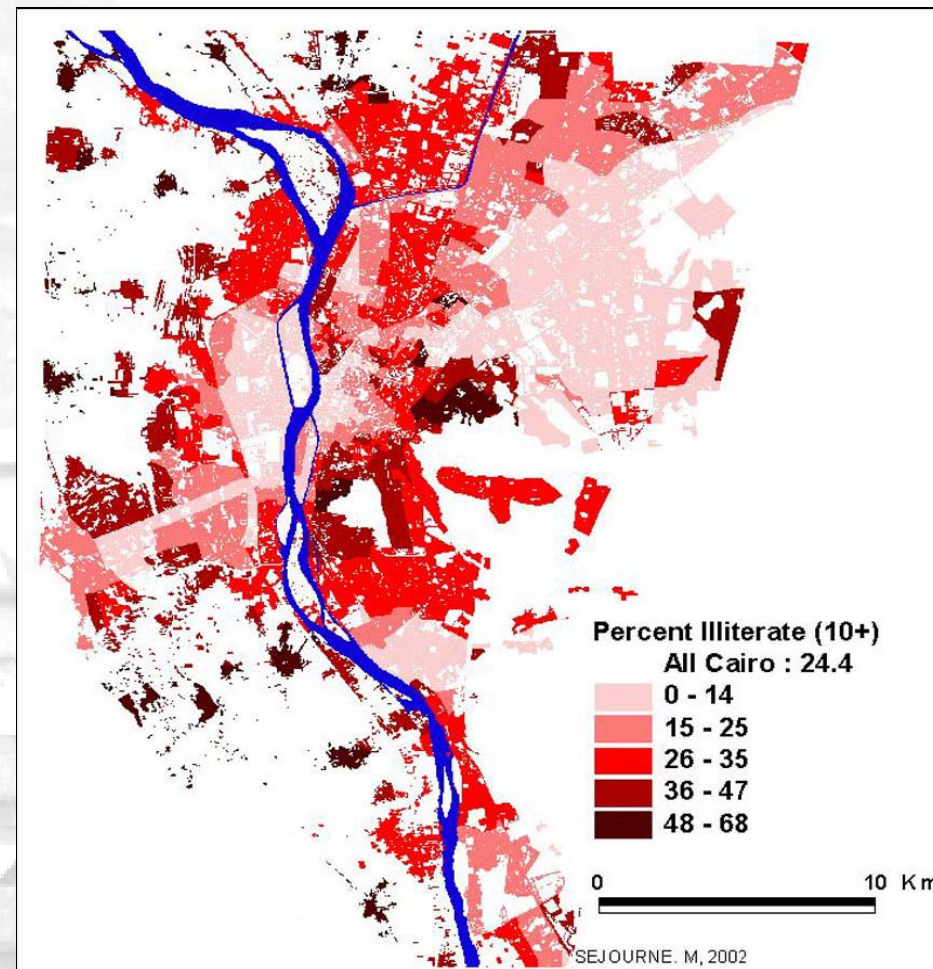 Percent Illiterate (10+)
All Cairo : 24.4
0 - 14
15 - 25
26 - 35
36 - 47
48 - 68
0 10 Km
SEJOURNE. M, 2002